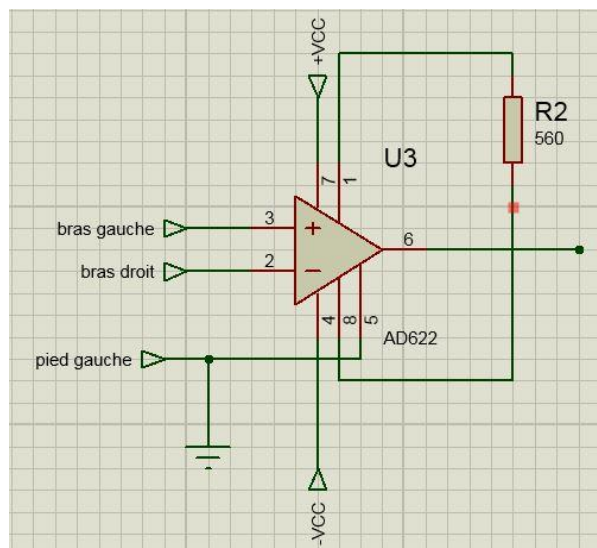 +VCC
R2
560
U3
7
1
bras gauche
3
+
6
bras droit
2
−
4
8
5
AD622
pied gauche
-VCC